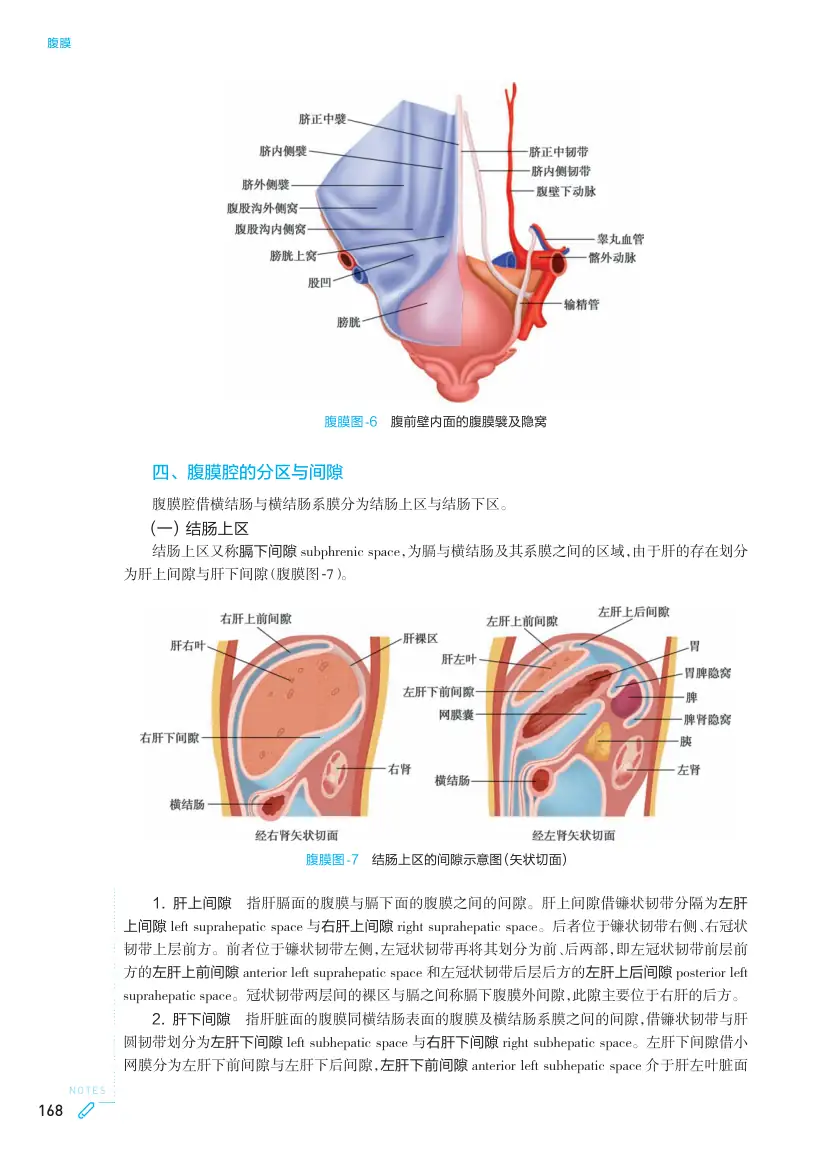 腹膜
脐正中襞
脐内侧襞
脐外侧襞
腹股沟外侧窝
腹股沟内侧窝
膀胱上窝
股凹
膀胱
脐正中韧带
脐内侧韧带
腹壁下动脉
睾丸血管
髂外动脉
输精管
腹膜图-6 腹前壁内面的腹膜襞及隐窝
四、腹膜腔的分区与间隙
腹膜腔借横结肠与横结肠系膜分为结肠上区与结肠下区。
（一）结肠上区
结肠上区又称膈下间隙 subphrenic space，为膈与横结肠及其系膜之间的区域，由于肝的存在划分
为肝上间隙与肝下间隙（腹膜图-7）。
右肝上前间隙
肝右叶
肝裸区
右肝下间隙
右肾
横结肠
经右肾矢状切面
左肝上前间隙
左肝上后间隙
肝左叶
胃
胃脾隐窝
左肝下前间隙
脾
网膜囊
脾肾隐窝
胰
左肾
横结肠
经左肾矢状切面
腹膜图-7 结肠上区的间隙示意图（矢状切面）
1. 肝上间隙 指肝膈面的腹膜与膈下面的腹膜之间的间隙。肝上间隙借镰状韧带分隔为左肝
上间隙 left suprahepatic space 与右肝上间隙 right suprahepatic space。后者位于镰状韧带右侧、右冠状
韧带上层前方。前者位于镰状韧带左侧，左冠状韧带再将其划分为前、后两部，即左冠状韧带前层前
方的左肝上前间隙 anterior left suprahepatic space 和左冠状韧带后层后方的左肝上后间隙 posterior left
suprahepatic space。冠状韧带两层间的裸区与膈之间称膈下腹膜外间隙，此隙主要位于右肝的后方。
2. 肝下间隙 指肝脏面的腹膜同横结肠表面的腹膜及横结肠系膜之间的间隙，借镰状韧带与肝
圆韧带划分为左肝下间隙 left subhepatic space 与右肝下间隙 right subhepatic space。左肝下间隙借小
网膜分为左肝下前间隙与左肝下后间隙，左肝下前间隙 anterior left subhepatic space 介于肝左叶脏面
NOTES
168